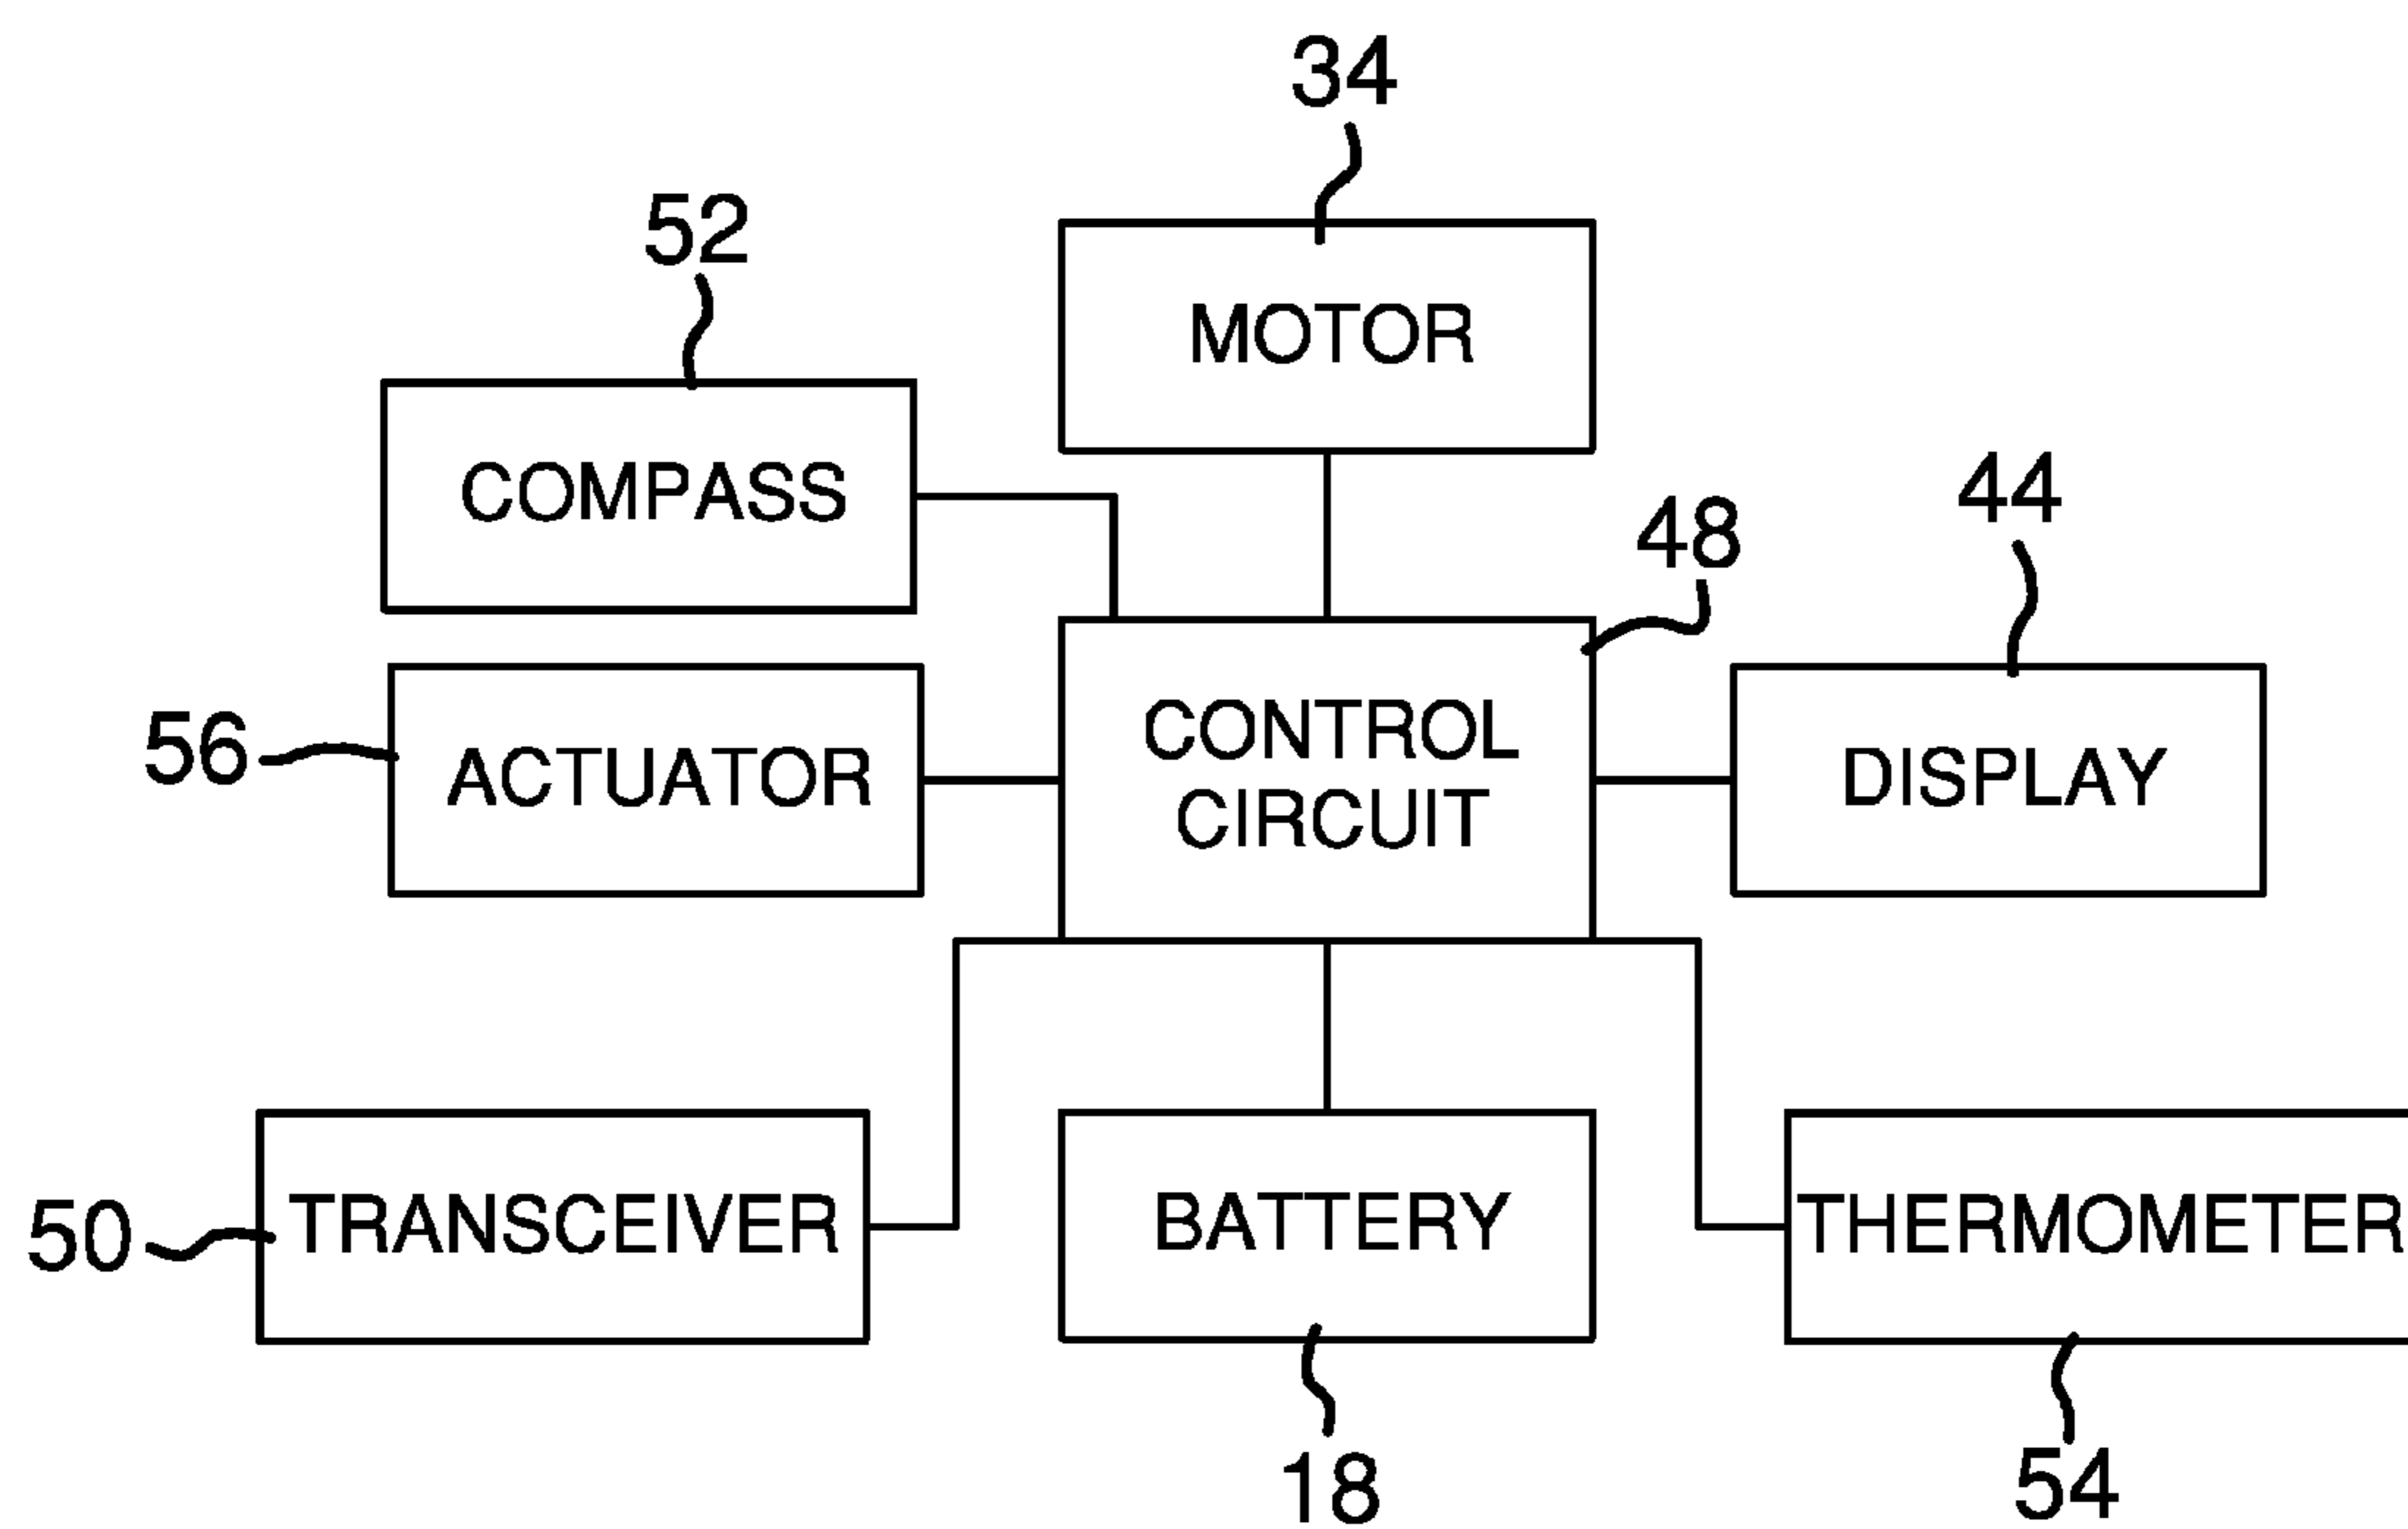 34
52
MOTOR
COMPASS
44
48
CONTROL
CIRCUIT
56
ACTUATOR
DISPLAY
50
TRANSCEIVER
BATTERY
THERMOMETER
18
54